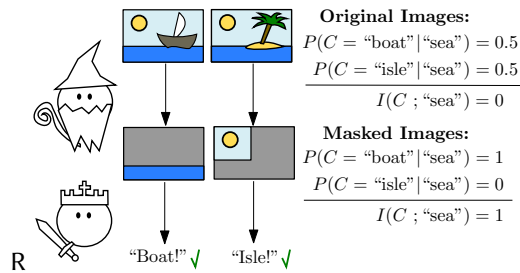 Original Images:
P(C = “boat”|“sea”) = 0.5
P(C = “isle”|“sea”) = 0.5
I(C ; “sea”) = 0
Masked Images:
P(C = “boat”|“sea”) = 1
P(C = “isle”|“sea”) = 0
I(C ; “sea”) = 1
R
“Boat!” ✓ “Isle!” ✓